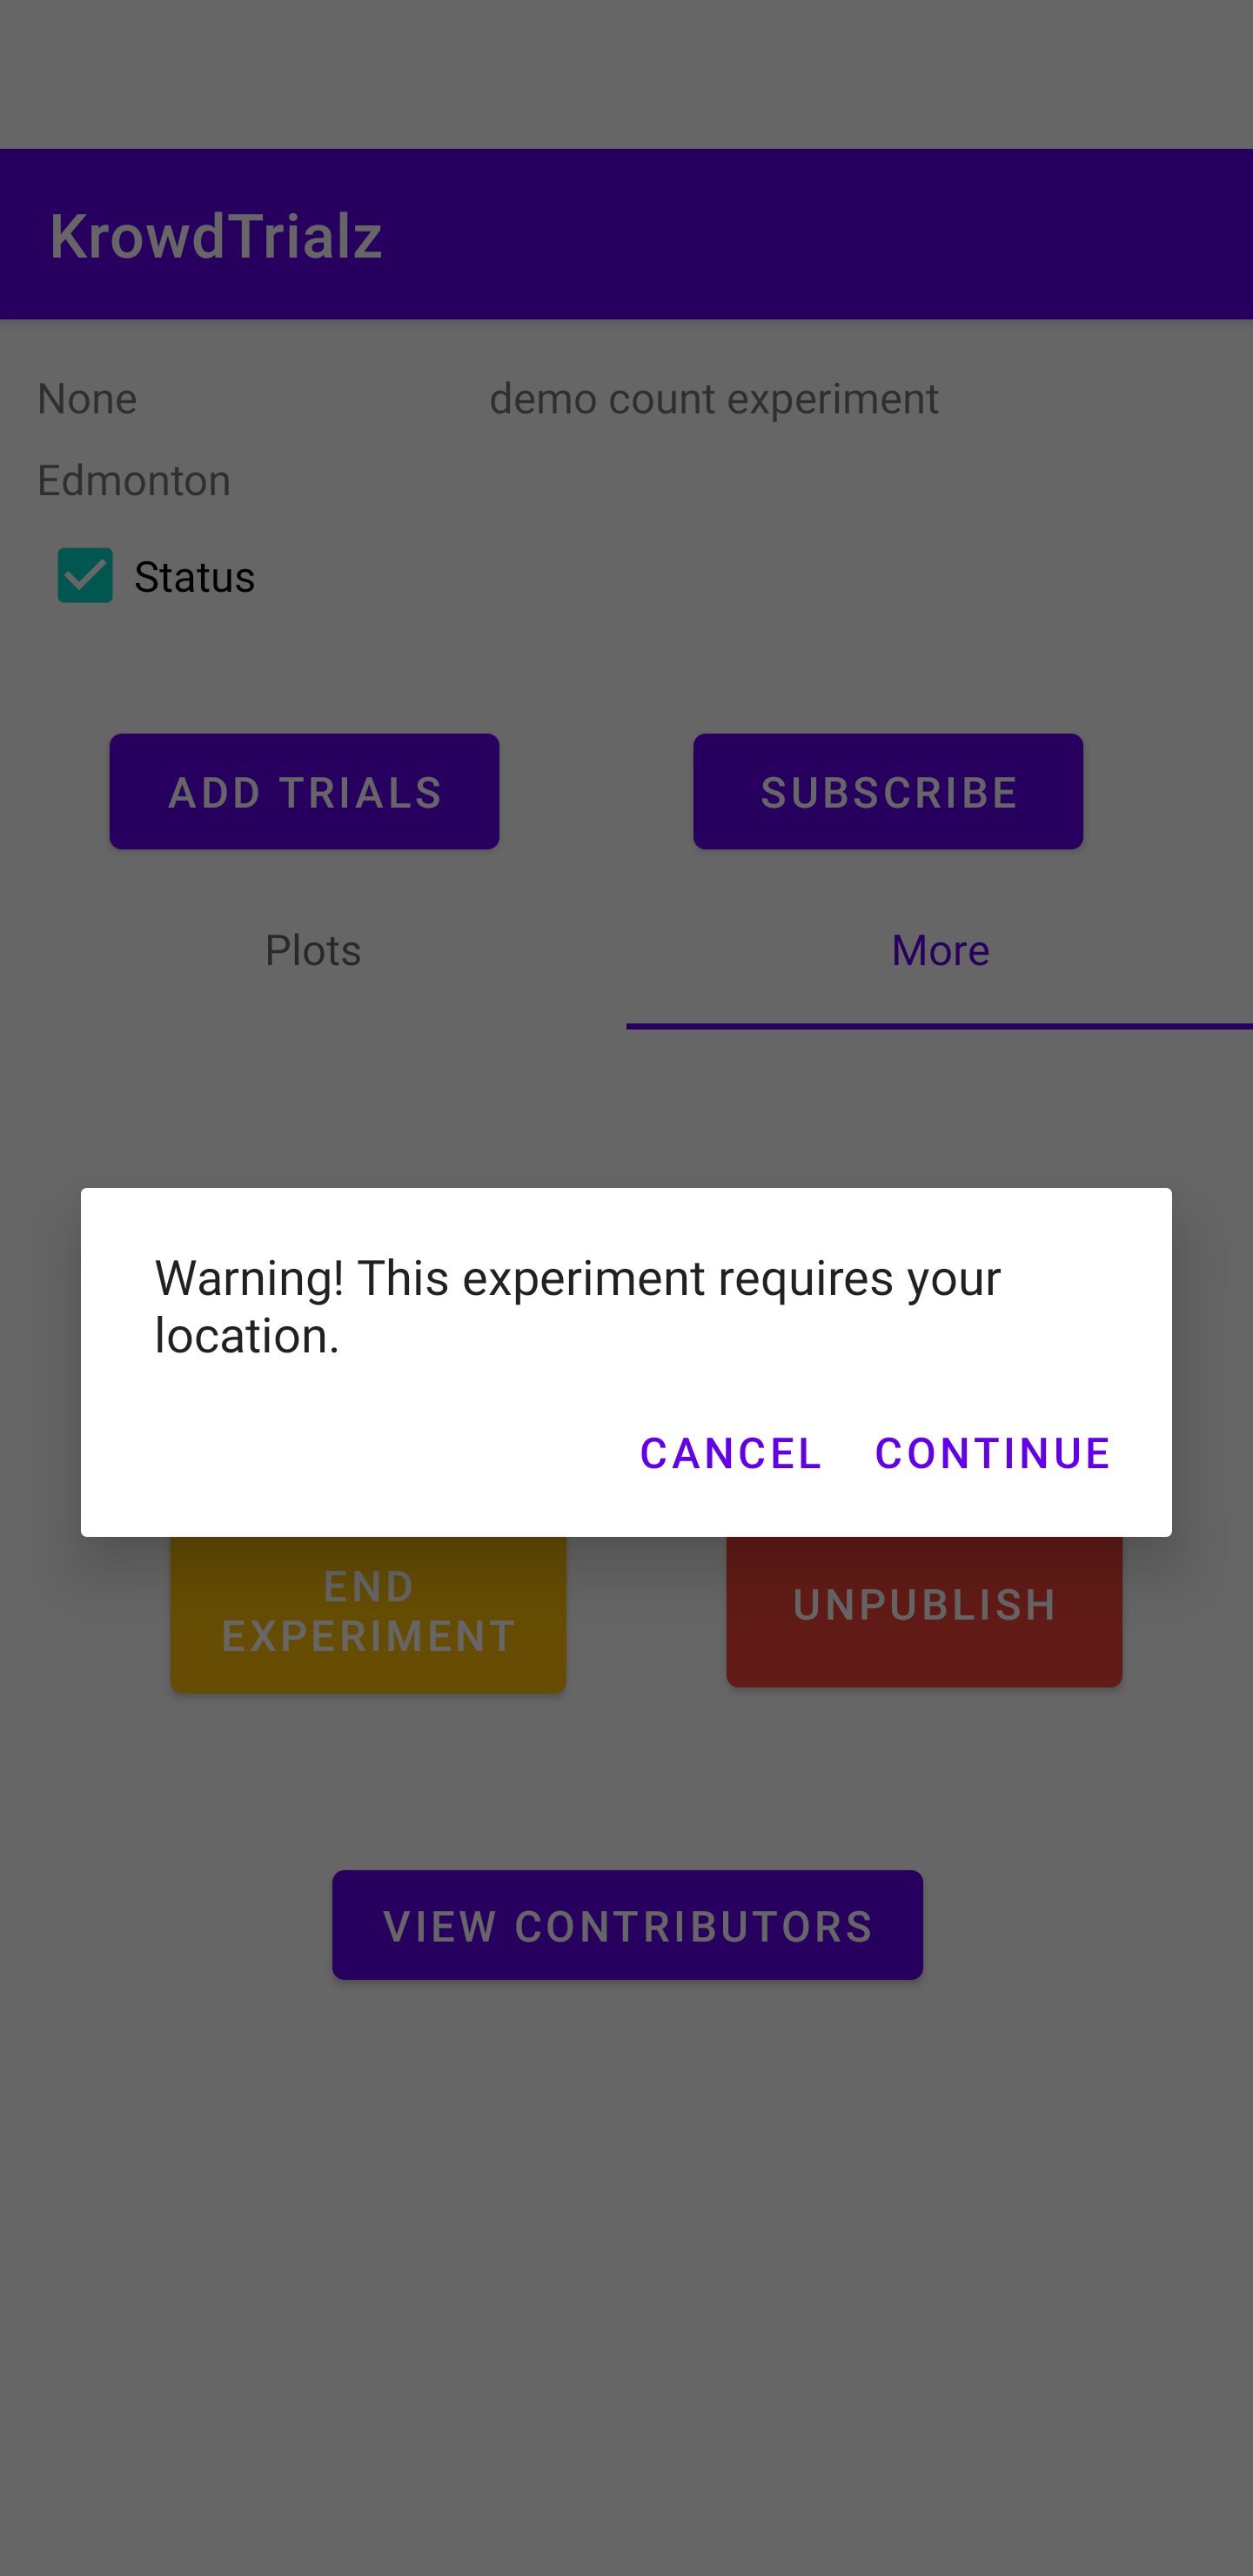 KrowdTrialz
None
demo count experiment
Edmonton
Status
ADD TRIALS
SUBSCRIBE
Plots
More
Warning! This experiment requires your
location.
CANCEL
CONTINUE
END
EXPERIMENT
UNPUBLISH
VIEW CONTRIBUTORS